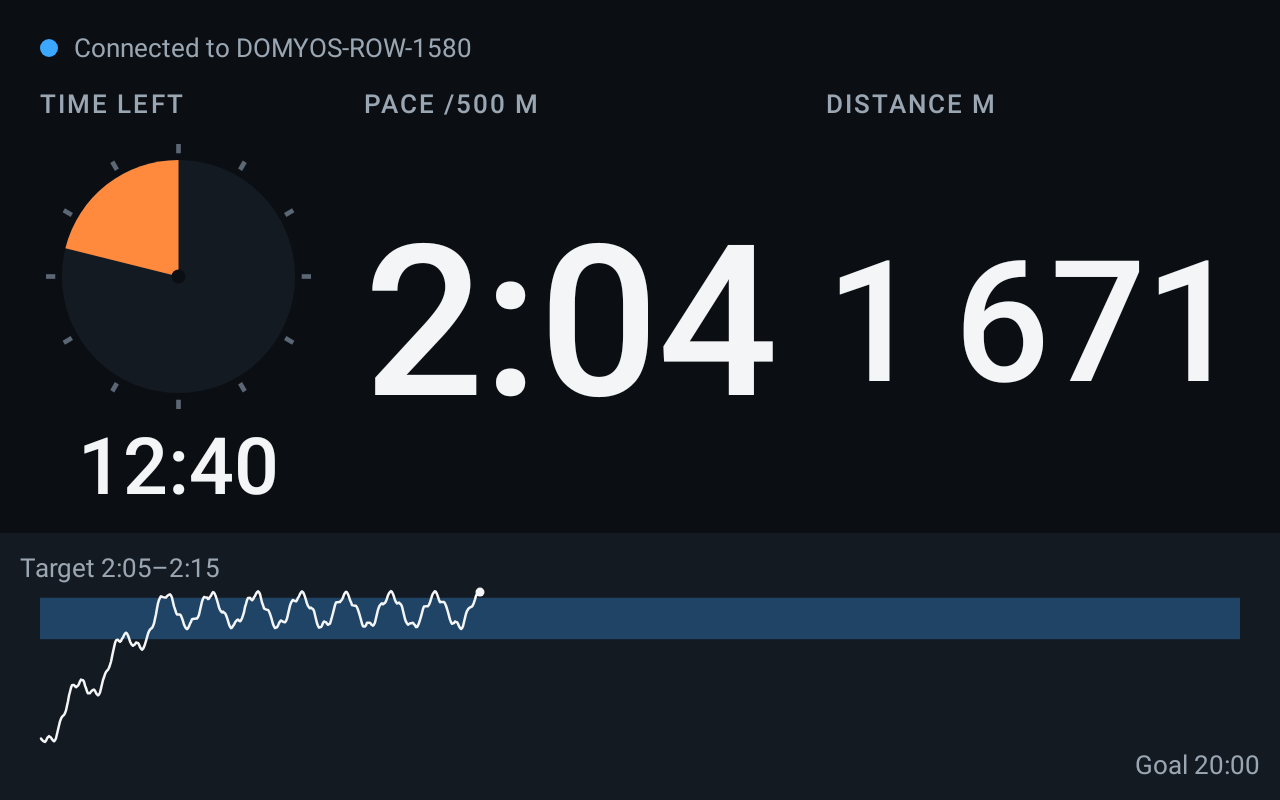 Connected to DOMYOS-ROW-1580
TIME LEFT
PACE /500 M
DISTANCE M
2:04
1 671
12:40
Target 2:05–2:15
Goal 20:00